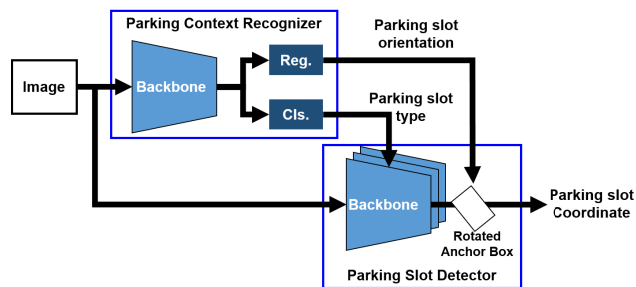 Parking Context Recognizer
Parking slot
orientation
Reg.
Image
Backbone
Cls.
Parking slot
type
Backbone
Parking slot
Coordinate
Rotated
Anchor Box
Parking Slot Detector